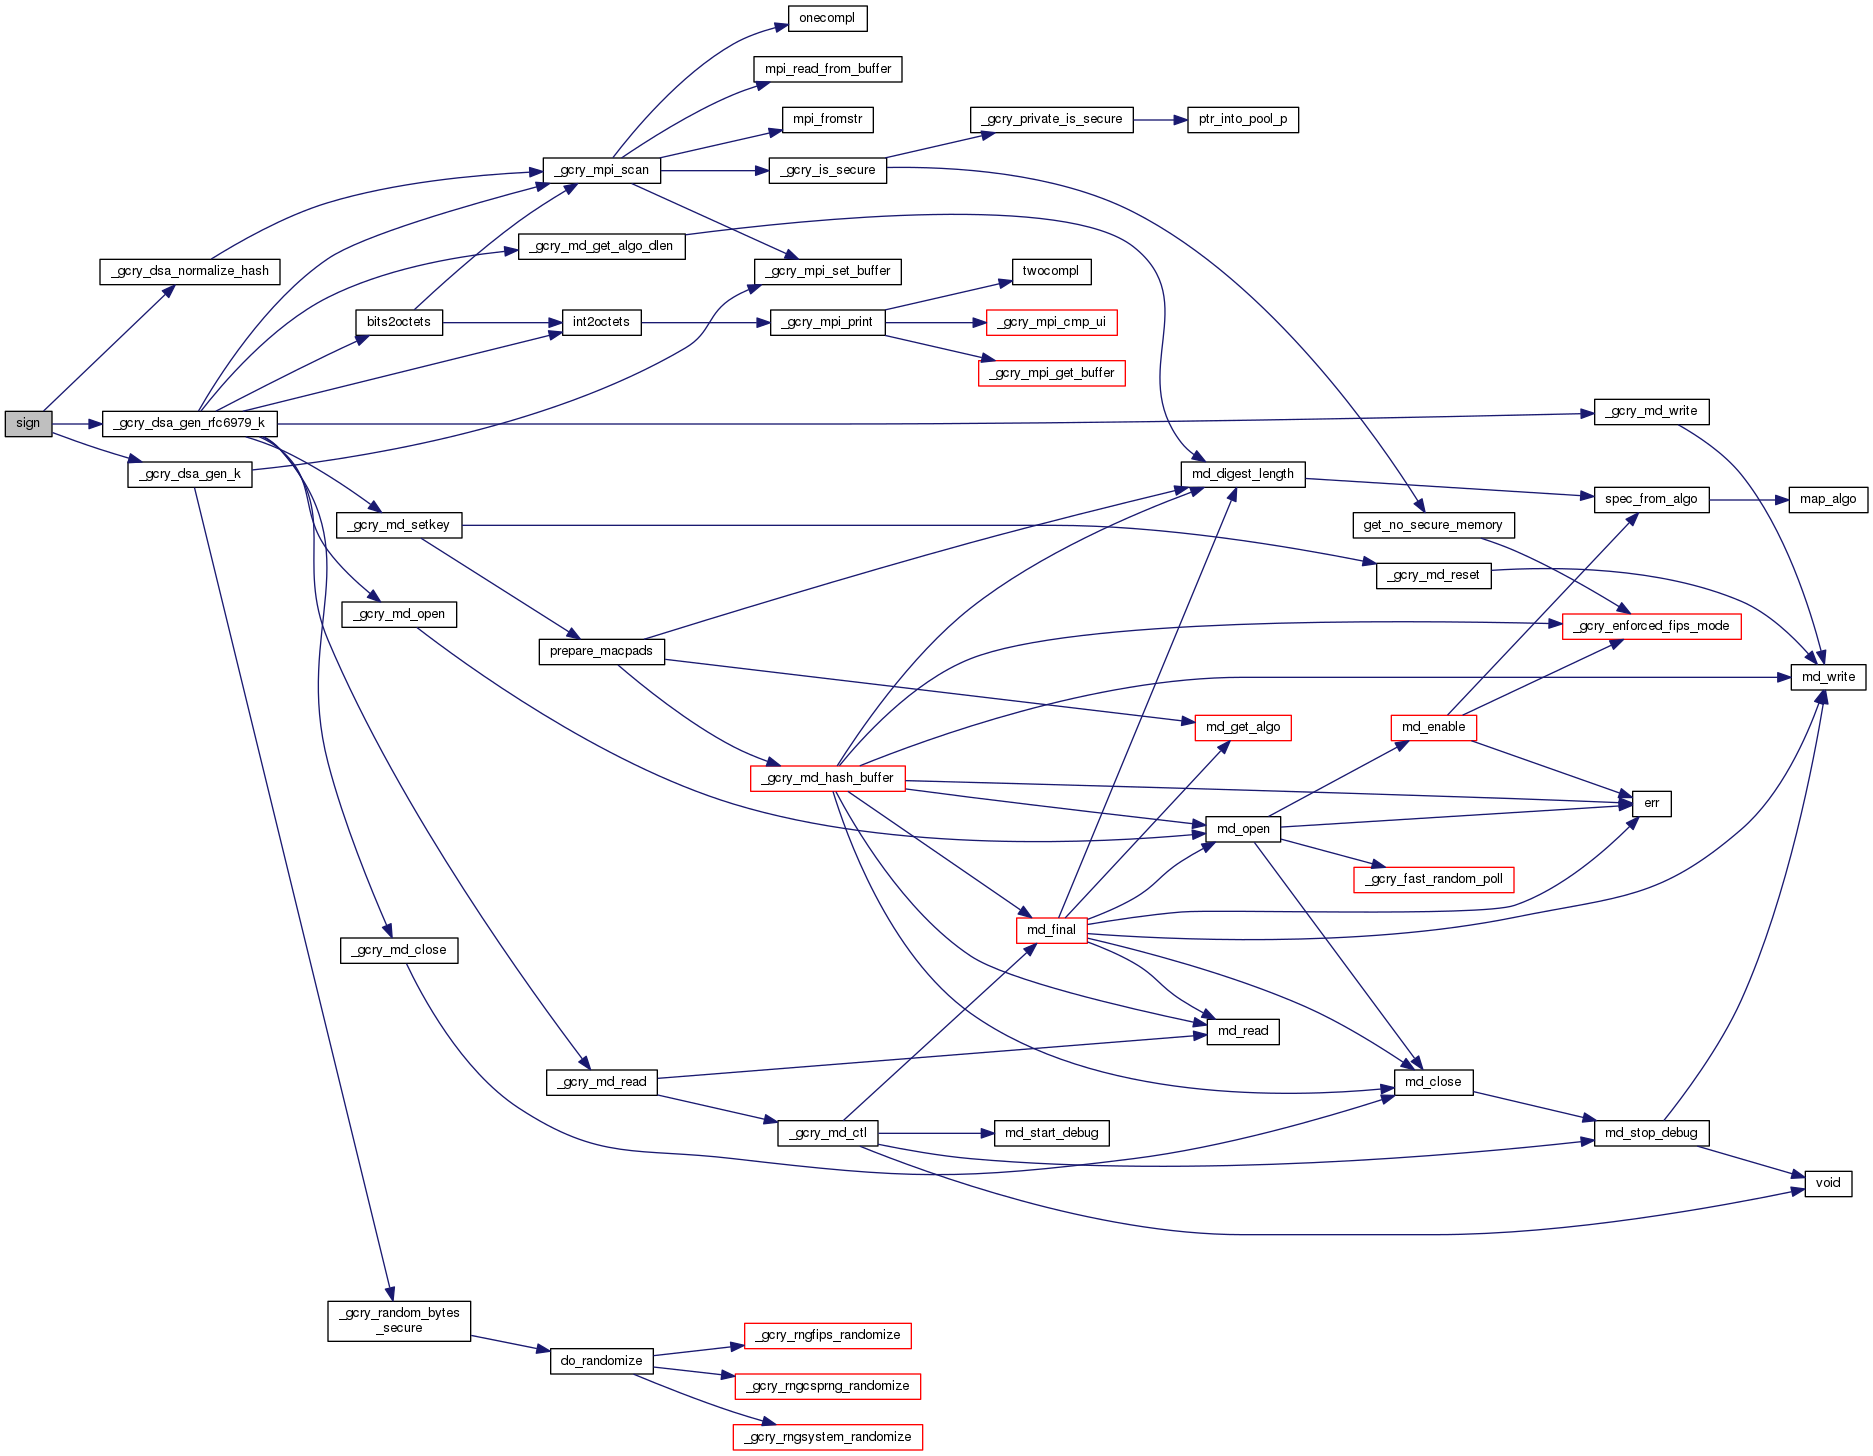 onecompl
mpi_read_from_buffer
mpi_fromstr
_gcry_private_is_secure
ptr_into_pool_p
_gcry_mpi_scan
_gcry_is_secure
_gcry_md_get_algo_dlen
_gcry_dsa_normalize_hash
_gcry_mpi_set_buffer
twocompl
bits2octets
int2octets
_gcry_mpi_print
_gcry_mpi_cmp_ui
_gcry_mpi_get_buffer
sign
_gcry_dsa_gen_rfc6979_k
_gcry_md_write
_gcry_dsa_gen_k
md_digest_length
spec_from_algo
map_algo
_gcry_md_setkey
get_no_secure_memory
_gcry_md_reset
_gcry_md_open
_gcry_enforced_fips_mode
prepare_macpads
md_write
md_get_algo
md_enable
_gcry_md_hash_buffer
err
md_open
_gcry_fast_random_poll
md_final
_gcry_md_close
md_read
_gcry_md_read
md_close
_gcry_md_ctl
md_start_debug
md_stop_debug
void
_gcry_random_bytes
_secure
_gcry_rngfips_randomize
do_randomize
_gcry_rngcsprng_randomize
_gcry_rngsystem_randomize